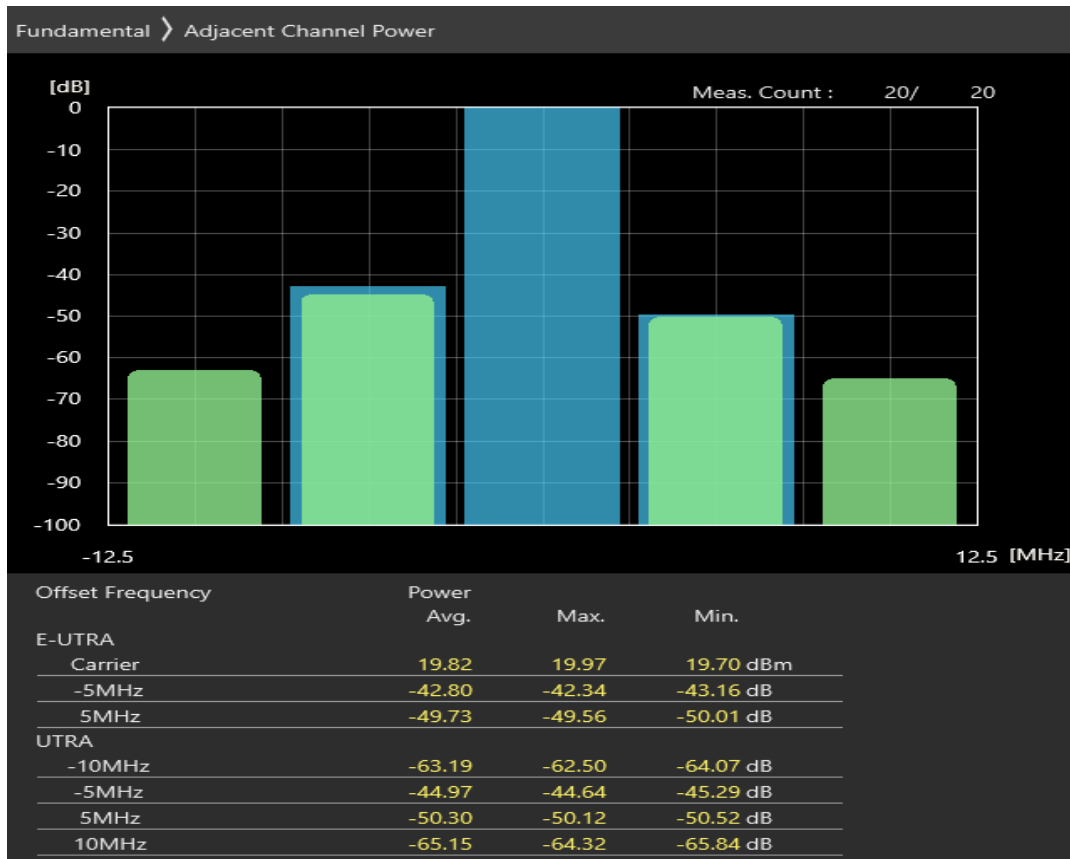 Fundamental ❯ Adjacent Channel Power
[dB]
Meas. Count : 20/ 20
0
-10
-20
-30
-40
-50
-60
-70
-80
-90
-100
-12.5 12.5 [MHz]
Offset Frequency Power
Avg. Max. Min.
E-UTRA
Carrier 19.82 19.97 19.70 dBm
-5MHz -42.80 -42.34 -43.16 dB
5MHz -49.73 -49.56 -50.01 dB
UTRA
-10MHz -63.19 -62.50 -64.07 dB
-5MHz -44.97 -44.64 -45.29 dB
5MHz -50.30 -50.12 -50.52 dB
10MHz -65.15 -64.32 -65.84 dB